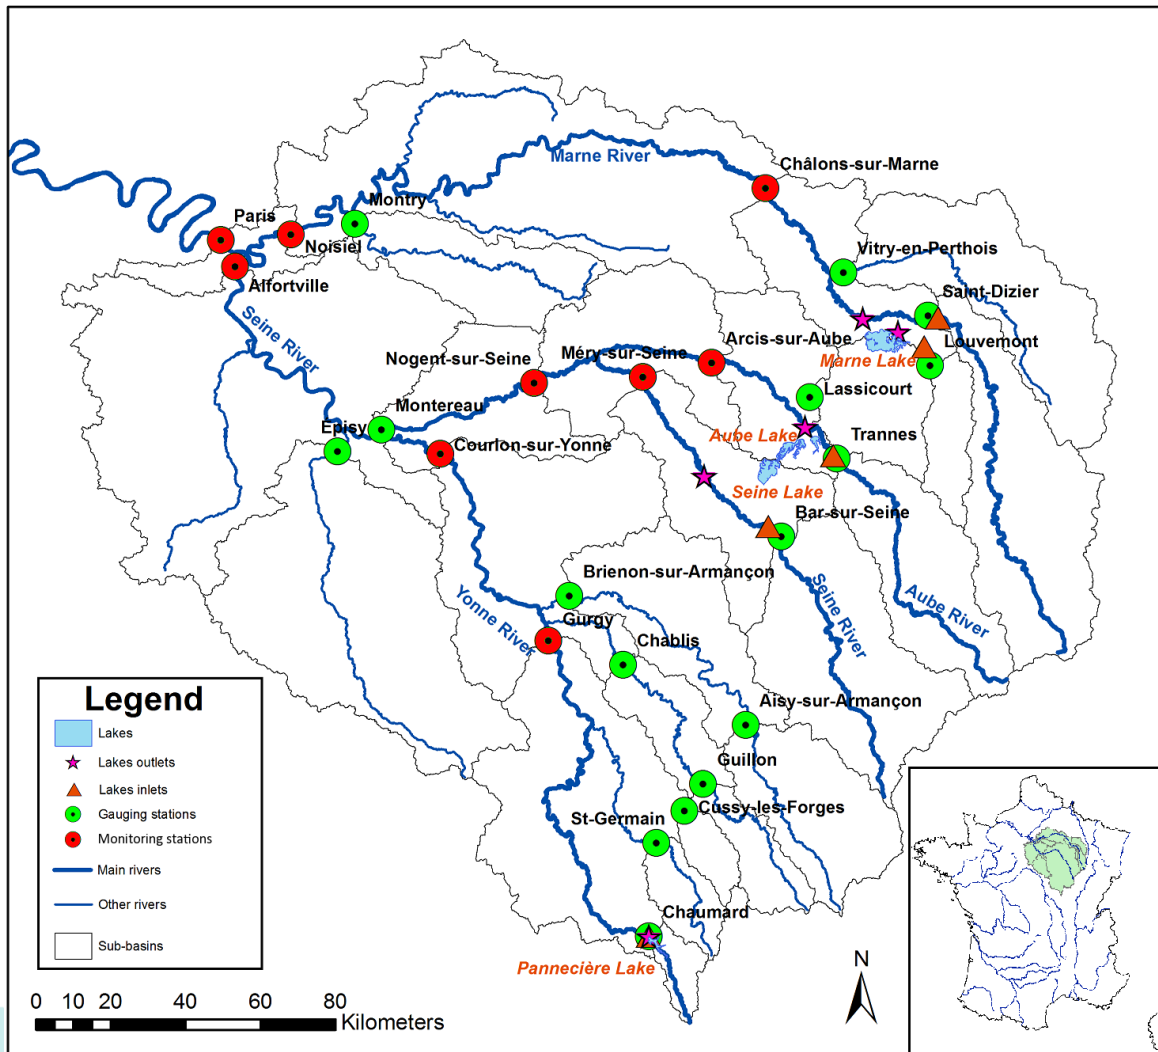 Marne River
Châlons-sur-Marne
Montry
Paris
Noisiel
Vitry-en-Perthois
Alfortville
Saint-Dizier
Seine River
Arcis-sur-Aube
Louvemont
Nogent-sur-Seine
Méry-sur-Seine
Marne Lake
Lassicourt
Montereau
Épisy
Aube Lake
Trannes
Courlon-sur-Yonne
Seine Lake
Bar-sur-Seine
Brienon-sur-Armançon
Seine River
Aube River
Yonne River
Gurgy
Chablis
Aisy-sur-Armançon
Guillon
Cussy-les-Forges
St-Germain
Chaumard
Pannecière Lake
Legend
Lakes
Lakes outlets
Lakes inlets
Gauging stations
Monitoring stations
Main rivers
Other rivers
Sub-basins
0 10 20 40 60 80
Kilometers
N